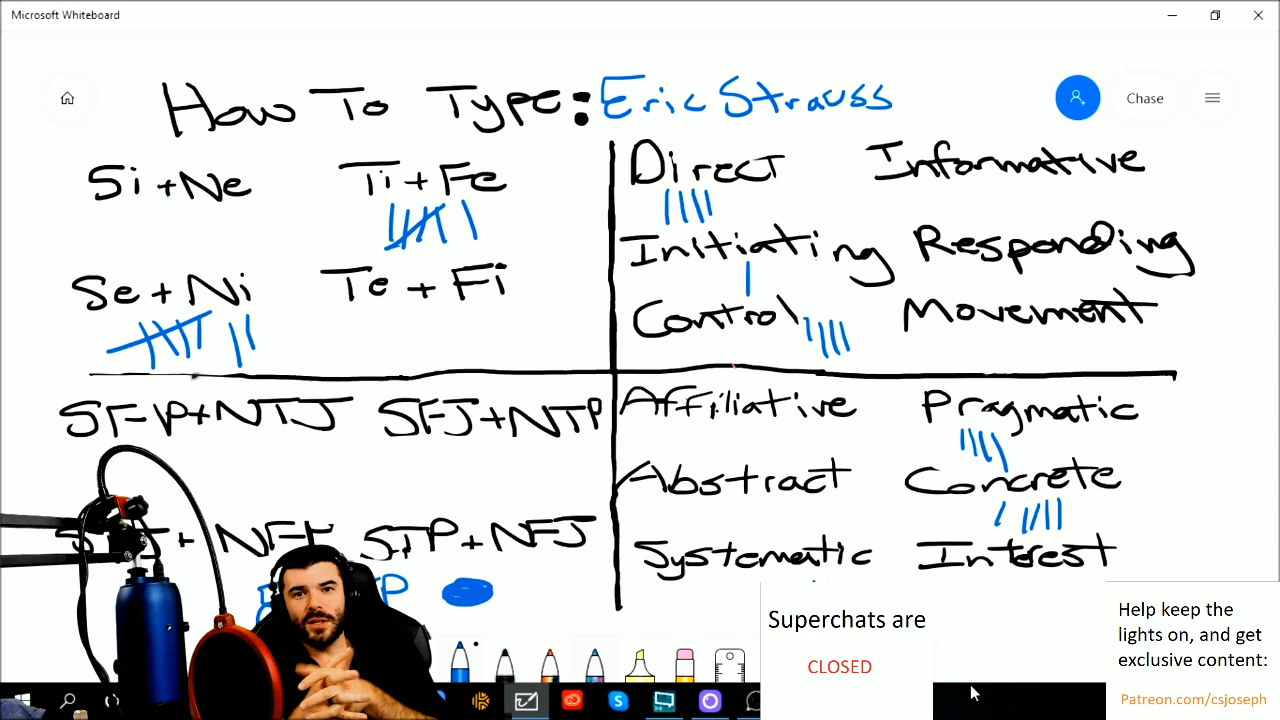 Microsoft Whiteboard
How To Type: Eric Strauss
Chase
Si + Ne Ti + Fe
Se + Ni Te + Fi
Direct Informative
Initiating Responding
Control Movement
SFP + NTJ SFJ + NTP
+ NFP STP + NFJ
P
Affiliative Pragmatic
Abstract Concrete
Systematic Interest
Superchats are
CLOSED
Help keep the
lights on, and get
exclusive content:
Patreon.com/csjoseph